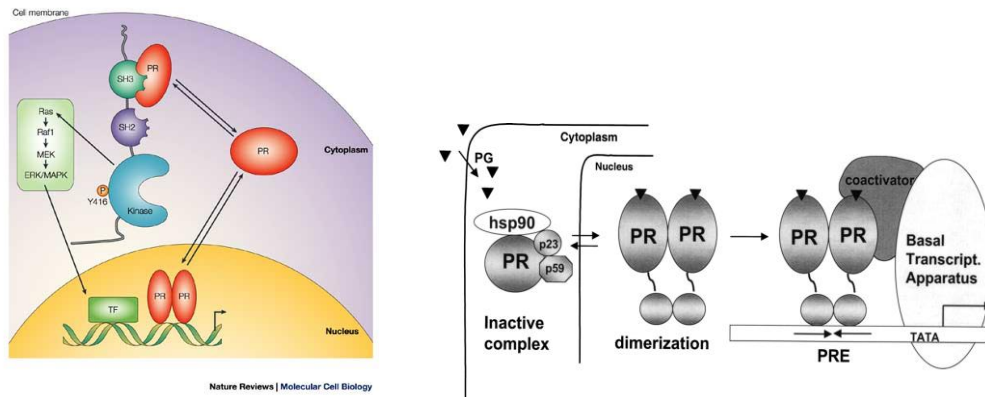 Cell membrane
PR
SH3
Ras
Raf1
MEK
ERK/MAPK
SH2
PR
Cytoplasm
P
Y416
Kinase
TF
PR PR
Nucleus
Nature Reviews | Molecular Cell Biology
Cytoplasm
PG
Nucleus
hsp90
p23
PR
p59
Inactive
complex
PR PR
dimerization
coactivator
PR PR
Basal
Transcript.
Apparatus
TATA
PRE